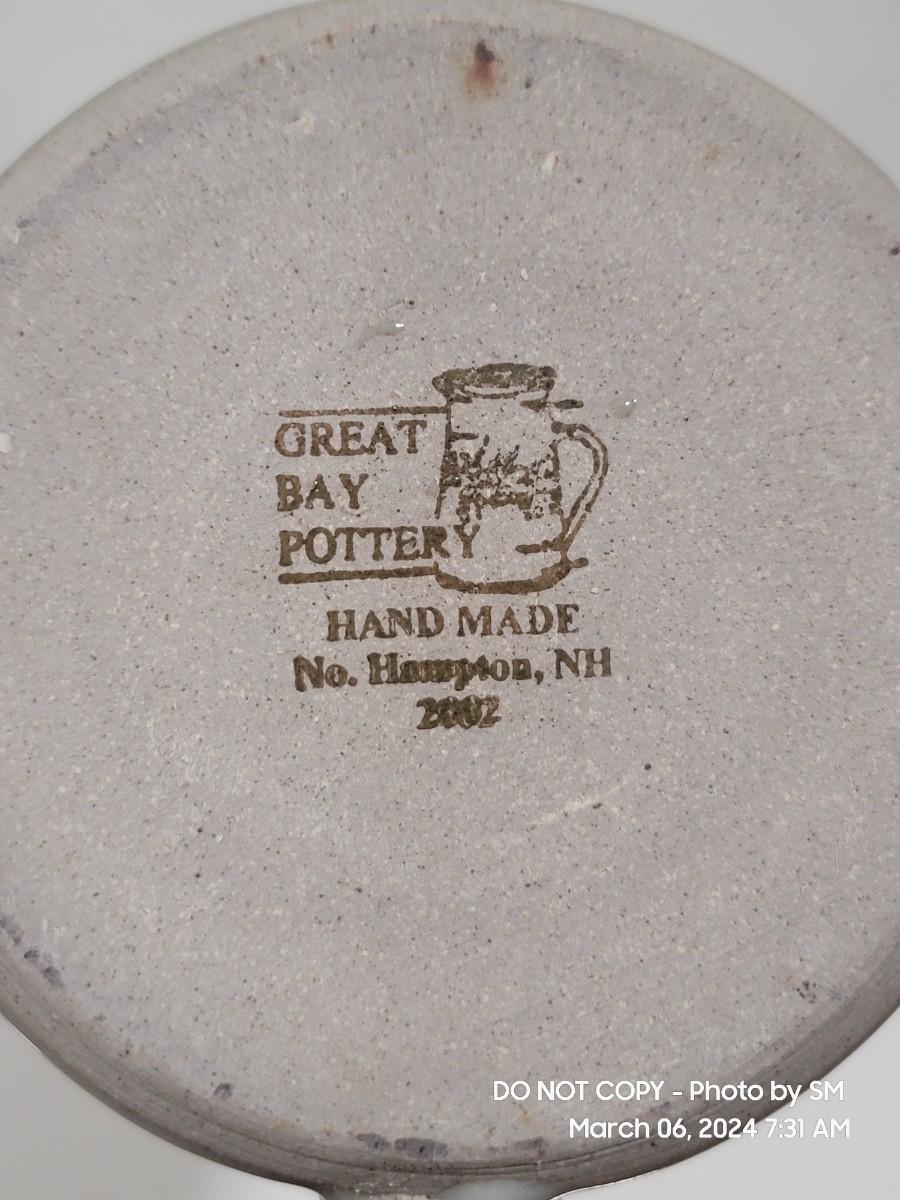 GREAT
BAY
POTTERY
HAND MADE
No. Hampton, NH
2002
DO NOT COPY - Photo by SM
March 06, 2024 7:31 AM